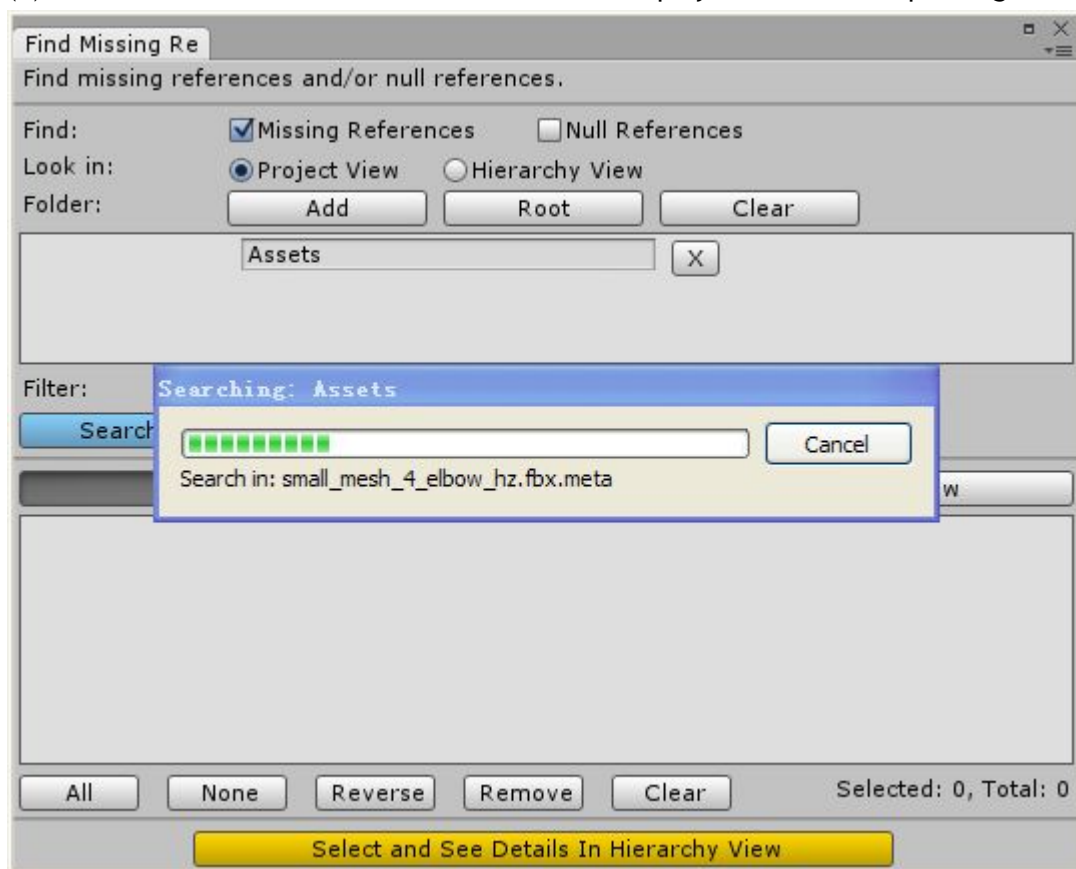 Find Missing Re
Find missing references and/or null references.
Find: Missing References Null References
Look in: Project View Hierarchy View
Folder: Add Root Clear
Assets X
Filter:
Searching: Assets
Search
Cancel
Search in: small_mesh_4_elbow_hz.fbx.meta
w
All None Reverse Remove Clear Selected: 0, Total: 0
Select and See Details In Hierarchy View